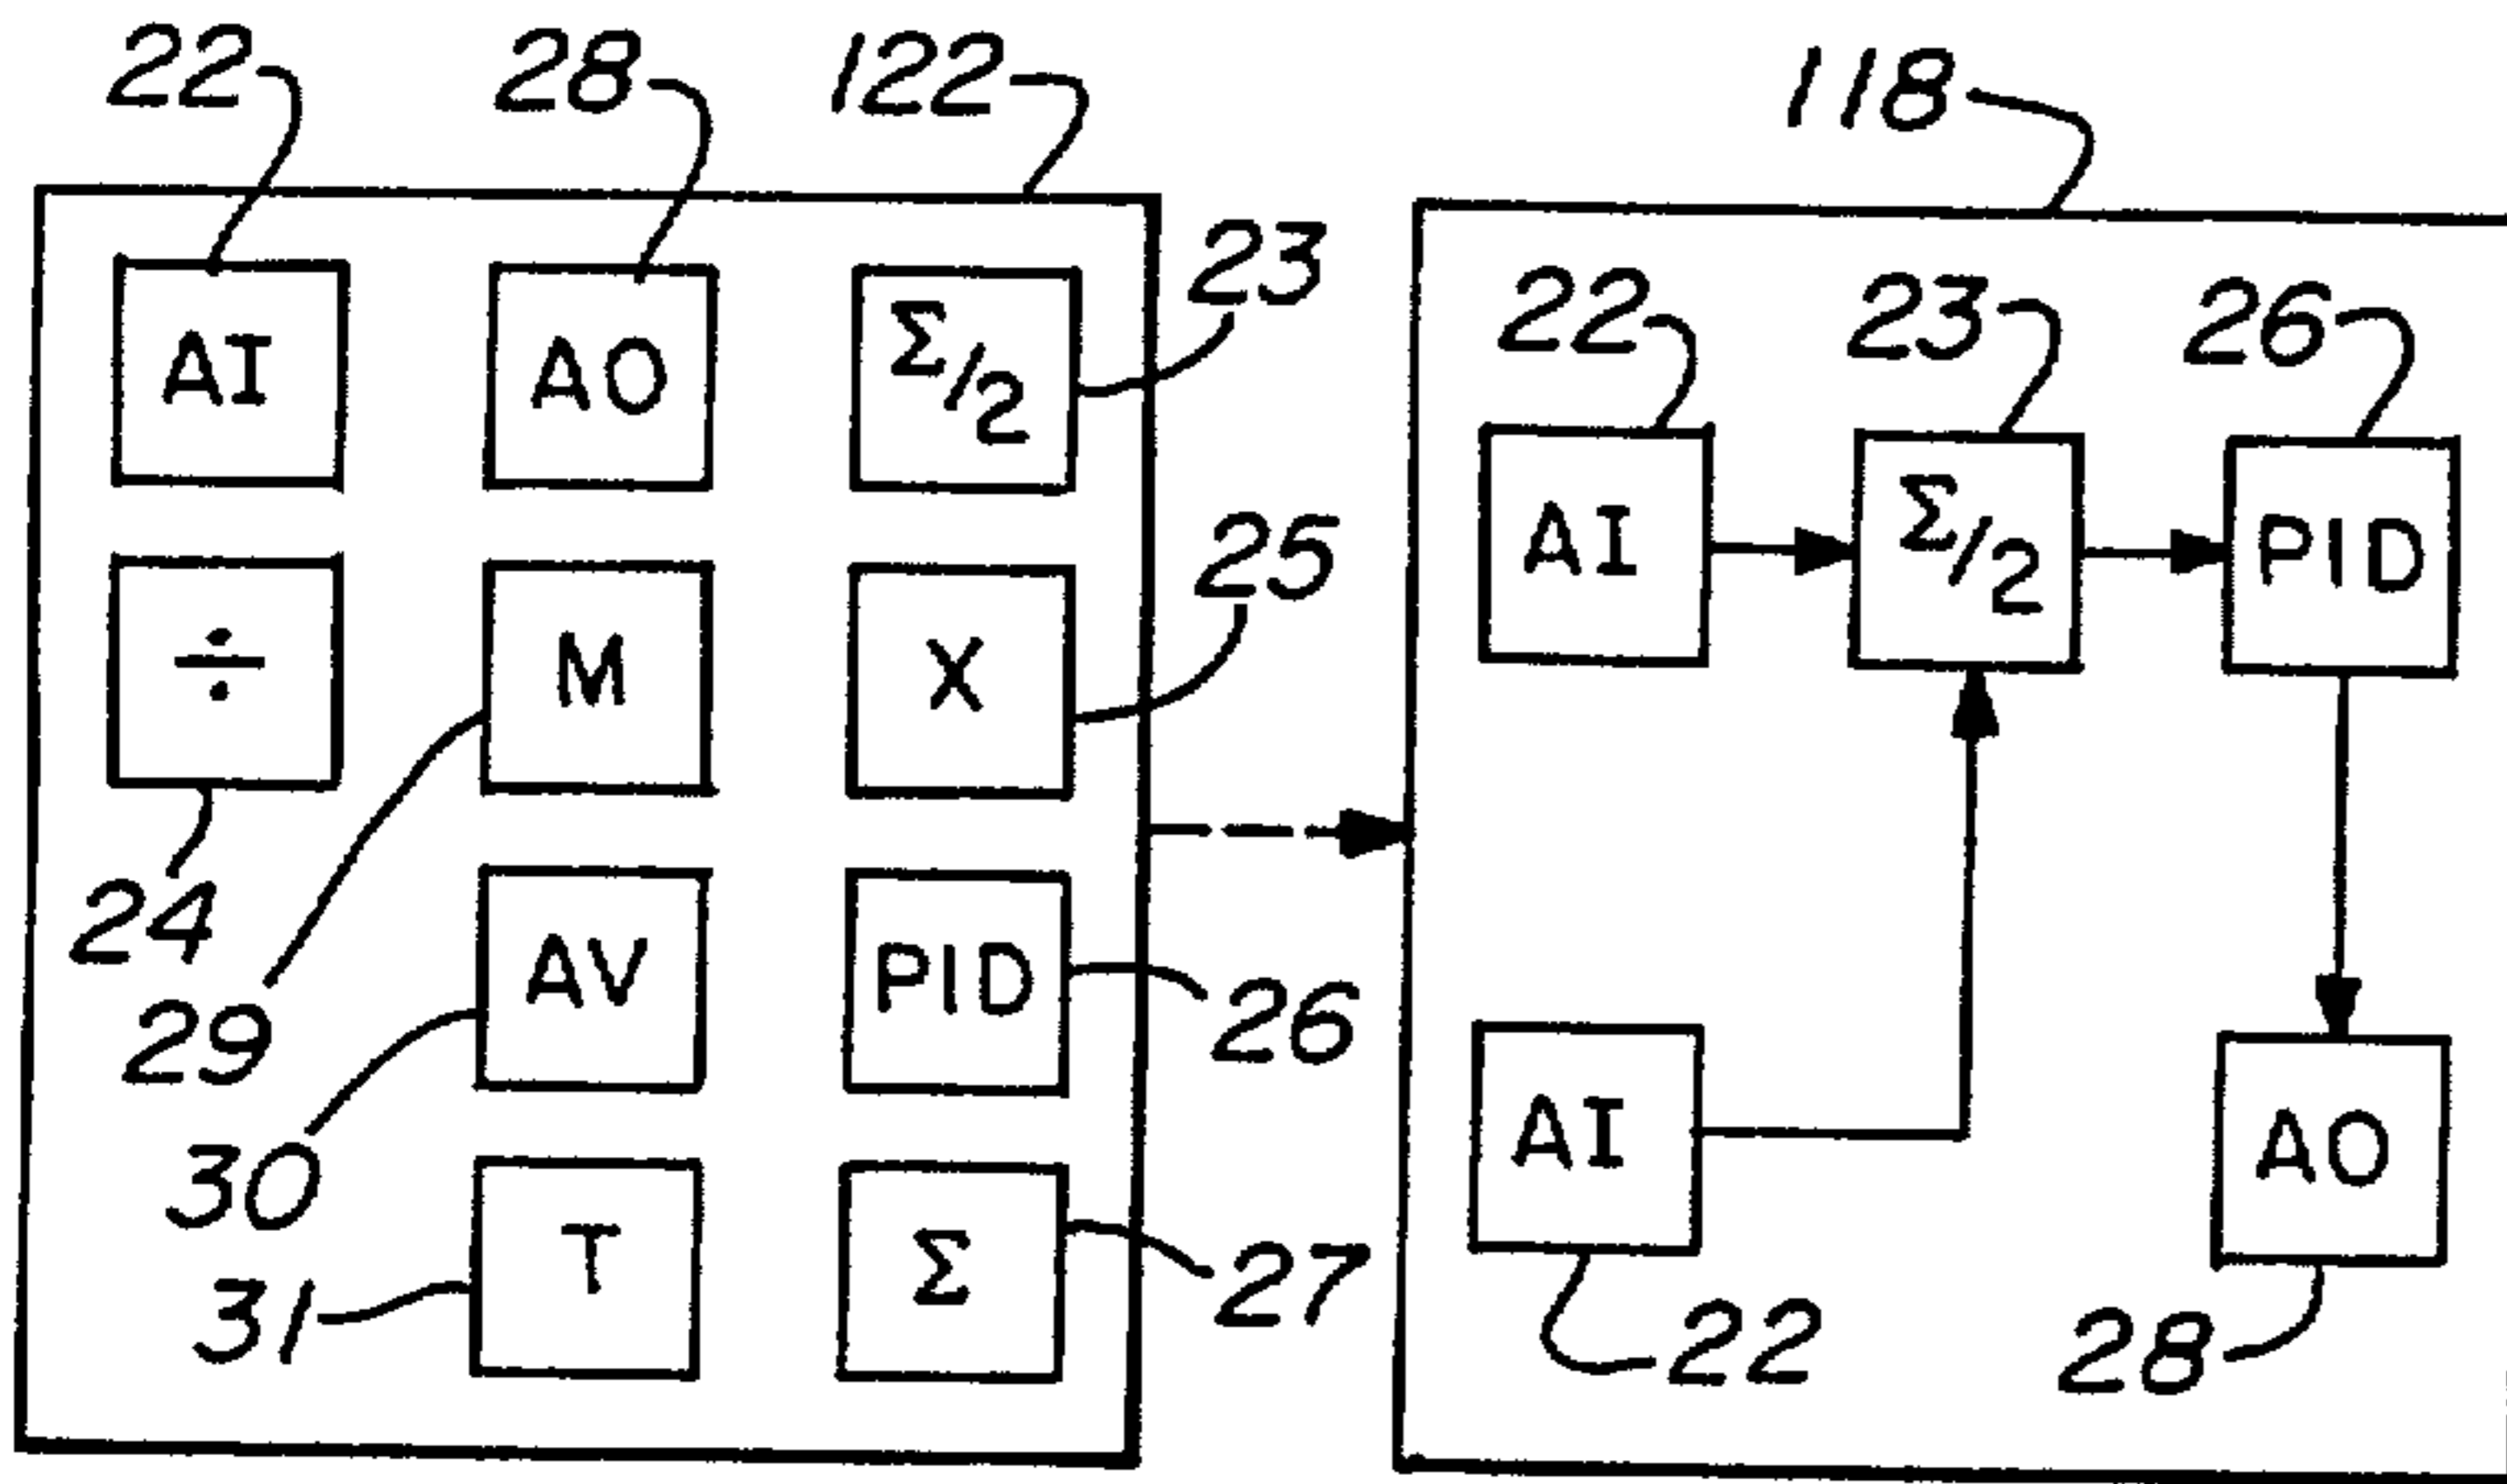 22 28 122 118
23
22 23 26
AI AO Σ/2
25
AI Σ/2 PID
÷ M X
24
AV PID
29 26
AI AO
30
T Σ
31 27
22 28